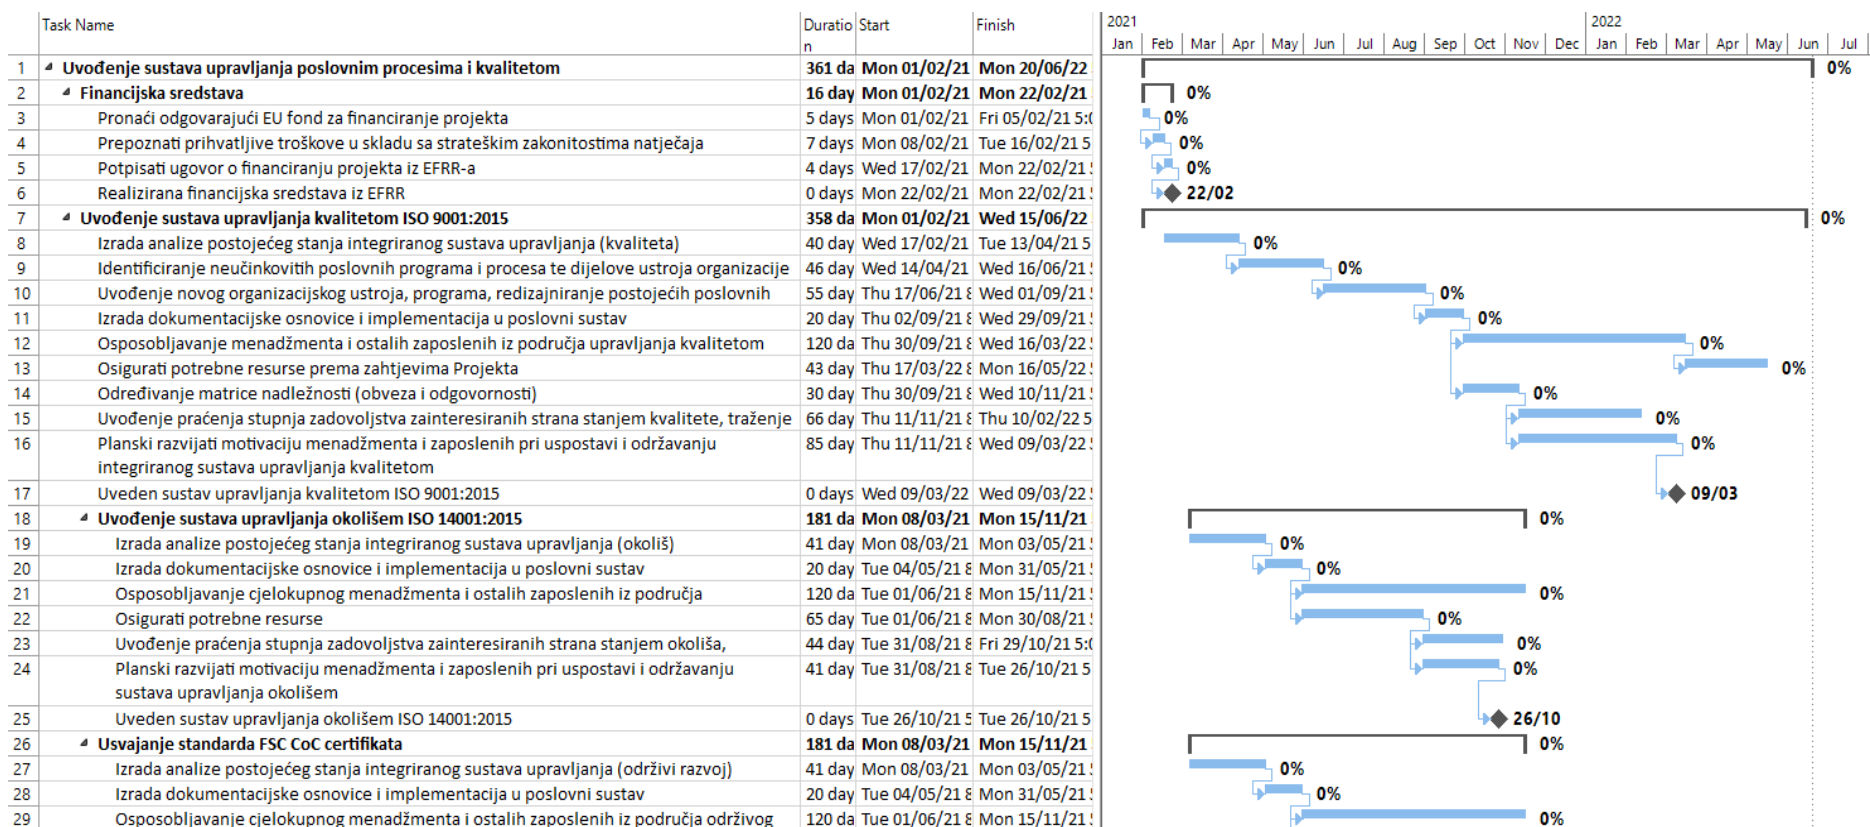 Task Name Duratio n Start Finish 2021 2022
Jan Feb Mar Apr May Jun Jul Aug Sep Oct Nov Dec Jan Feb Mar Apr May Jun Jul
1 Uvođenje sustava upravljanja poslovnim procesima i kvalitetom 361 da Mon 01/02/21 Mon 20/06/22 0%
2 Financijska sredstava 16 day Mon 01/02/21 Mon 22/02/21 0%
3 Pronaći odgovarajući EU fond za financiranje projekta 5 days Mon 01/02/21 Fri 05/02/21 5:0 0%
4 Prepoznati prihvatljive troškove u skladu sa strateškim zakonitostima natječaja 7 days Mon 08/02/21 Tue 16/02/21 5 0%
5 Potpisati ugovor o financiranju projekta iz EFRR-a 4 days Wed 17/02/21 Mon 22/02/21 0%
6 Realizirana financijska sredstava iz EFRR 0 days Mon 22/02/21 Mon 22/02/21 22/02
7 Uvođenje sustava upravljanja kvalitetom ISO 9001:2015 358 da Mon 01/02/21 Wed 15/06/22 0%
8 Izrada analize postojećeg stanja integriranog sustava upravljanja (kvaliteta) 40 day Wed 17/02/21 Tue 13/04/21 5 0%
9 Identificiranje neučinkovitih poslovnih programa i procesa te dijelove ustroja organizacije 46 day Wed 14/04/21 Wed 16/06/21 0%
10 Uvođenje novog organizacijskog ustroja, programa, redizajniranje postojećih poslovnih 55 day Thu 17/06/21 8 Wed 01/09/21 0%
11 Izrada dokumentacijske osnovice i implementacija u poslovni sustav 20 day Thu 02/09/21 8 Wed 29/09/21 0%
12 Osposobljavanje menadžmenta i ostalih zaposlenih iz područja upravljanja kvalitetom 120 da Thu 30/09/21 8 Wed 16/03/22 0%
13 Osigurati potrebne resurse prema zahtjevima Projekta 43 day Thu 17/03/22 8 Mon 16/05/22 0%
14 Određivanje matrice nadležnosti (obveza i odgovornosti) 30 day Thu 30/09/21 8 Wed 10/11/21 0%
15 Uvođenje praćenja stupnja zadovoljstva zainteresiranih strana stanjem kvalitete, traženje 66 day Thu 11/11/21 8 Thu 10/02/22 5 0%
16 Planski razvijati motivaciju menadžmenta i zaposlenih pri uspostavi i održavanju 85 day Thu 11/11/21 8 Wed 09/03/22 0%
integriranog sustava upravljanja kvalitetom
17 Uveden sustav upravljanja kvalitetom ISO 9001:2015 0 days Wed 09/03/22 Wed 09/03/22 09/03
18 Uvođenje sustava upravljanja okolišem ISO 14001:2015 181 da Mon 08/03/21 Mon 15/11/21 0%
19 Izrada analize postojećeg stanja integriranog sustava upravljanja (okoliš) 41 day Mon 08/03/21 Mon 03/05/21 0%
20 Izrada dokumentacijske osnovice i implementacija u poslovni sustav 20 day Tue 04/05/21 8 Mon 31/05/21 0%
21 Osposobljavanje cjelokupnog menadžmenta i ostalih zaposlenih iz područja 120 da Tue 01/06/21 8 Mon 15/11/21 0%
22 Osigurati potrebne resurse 65 day Tue 01/06/21 8 Mon 30/08/21 0%
23 Uvođenje praćenja stupnja zadovoljstva zainteresiranih strana stanjem okoliša, 44 day Tue 31/08/21 8 Fri 29/10/21 5:0 0%
24 Planski razvijati motivaciju menadžmenta i zaposlenih pri uspostavi i održavanju 41 day Tue 31/08/21 8 Tue 26/10/21 5 0%
sustava upravljanja okolišem
25 Uveden sustav upravljanja okolišem ISO 14001:2015 0 days Tue 26/10/21 5 Tue 26/10/21 5 26/10
26 Usvajanje standarda FSC CoC certifikata 181 da Mon 08/03/21 Mon 15/11/21 0%
27 Izrada analize postojećeg stanja integriranog sustava upravljanja (održivi razvoj) 41 day Mon 08/03/21 Mon 03/05/21 0%
28 Izrada dokumentacijske osnovice i implementacija u poslovni sustav 20 day Tue 04/05/21 8 Mon 31/05/21 0%
29 Osposobljavanje cjelokupnog menadžmenta i ostalih zaposlenih iz područja održivog 120 da Tue 01/06/21 8 Mon 15/11/21 0%